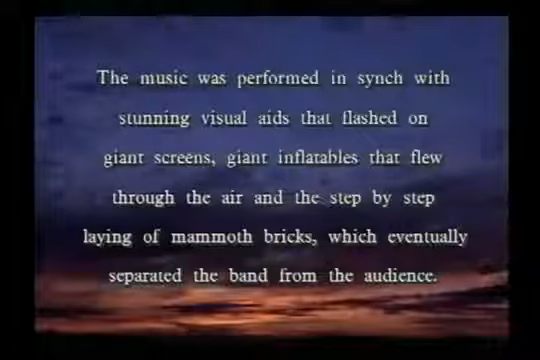 The music was performed in synch with
stunning visual aids that flashed on
giant screens, giant inflatables that flew
through the air and the step by step
laying of mammoth bricks, which eventually
separated the band from the audience.